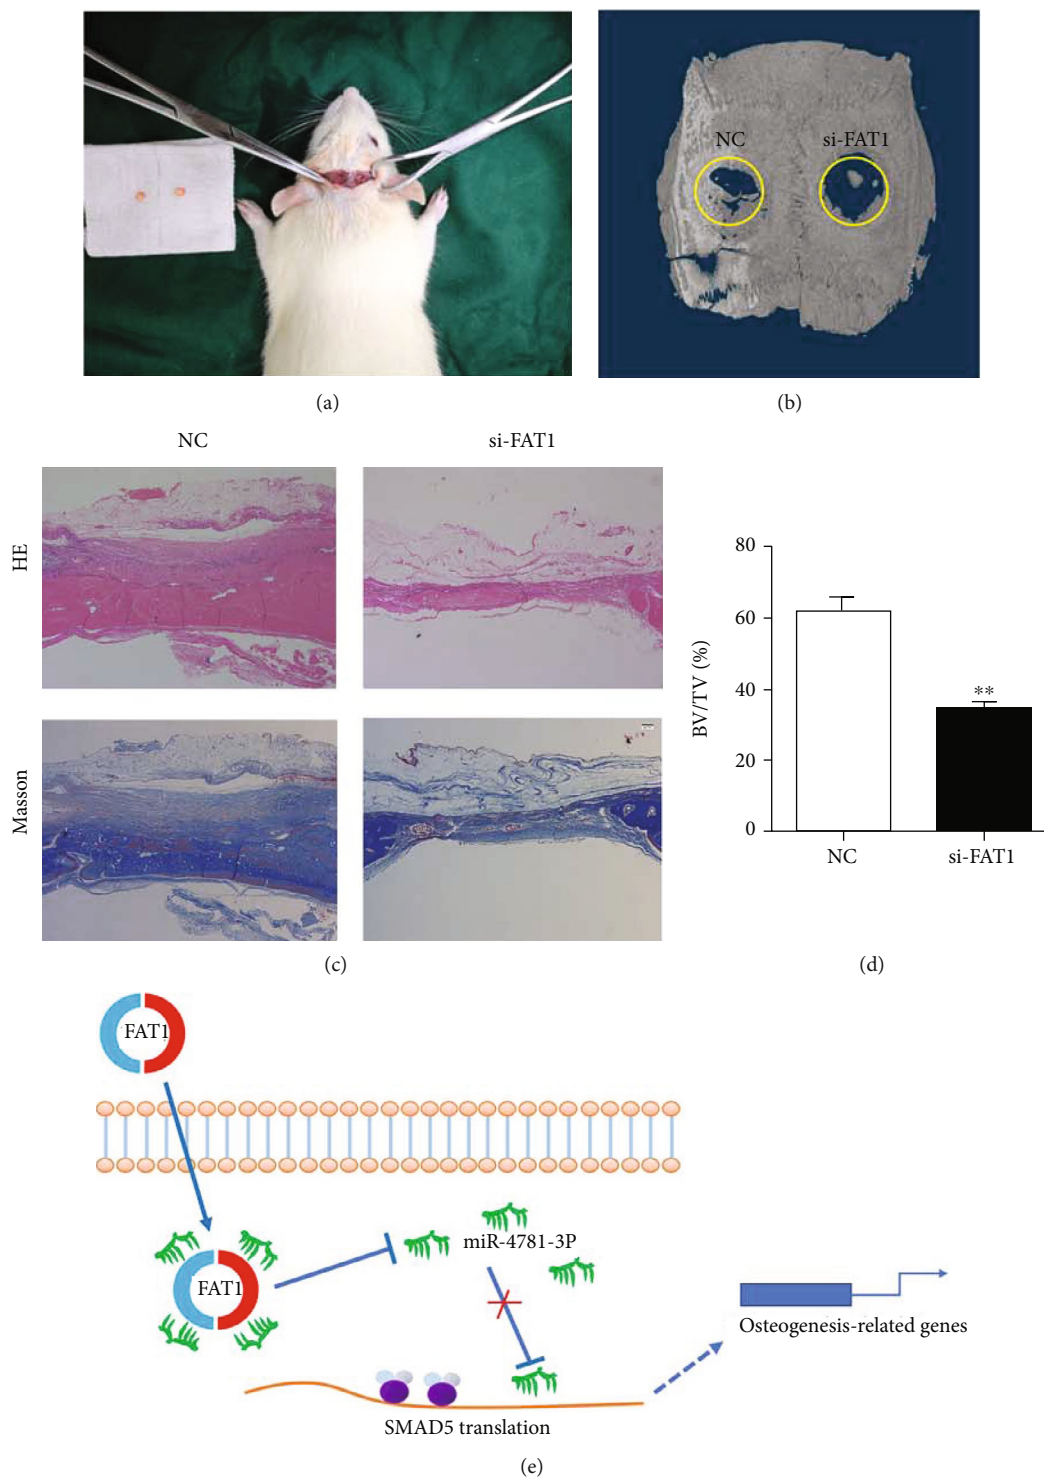 (a)
NC
si-FAT1
(b)
NC
si-FAT1
HE
Masson
(c)
80
60
40
20
0
BV/TV (%)
**
NC
si-FAT1
(d)
FAT1
FAT1
miR-4781-3P
Osteogenesis-related genes
SMAD5 translation
(e)